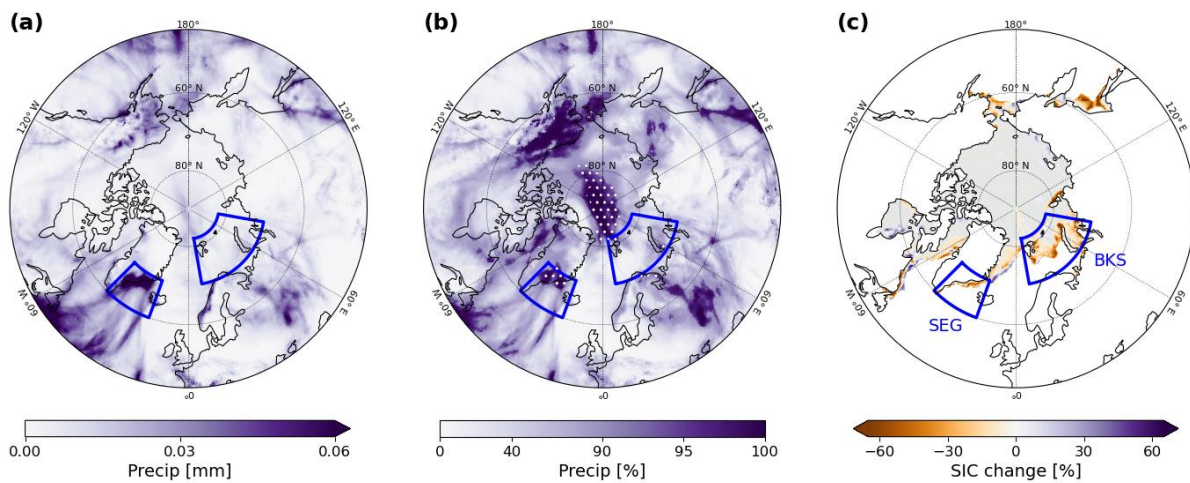 (a)
180°
120° W
60° N
120° E
80° N
60° W
60° E
0°
0.00
0.03
0.06
Precip [mm]
(b)
180°
120° W
60° N
120° E
80° N
60° W
60° E
0°
0
40
90
95
100
Precip [%]
(c)
180°
120° W
60° N
120° E
80° N
BKS
SEG
60° W
60° E
0°
−60
−30
0
30
60
SIC change [%]